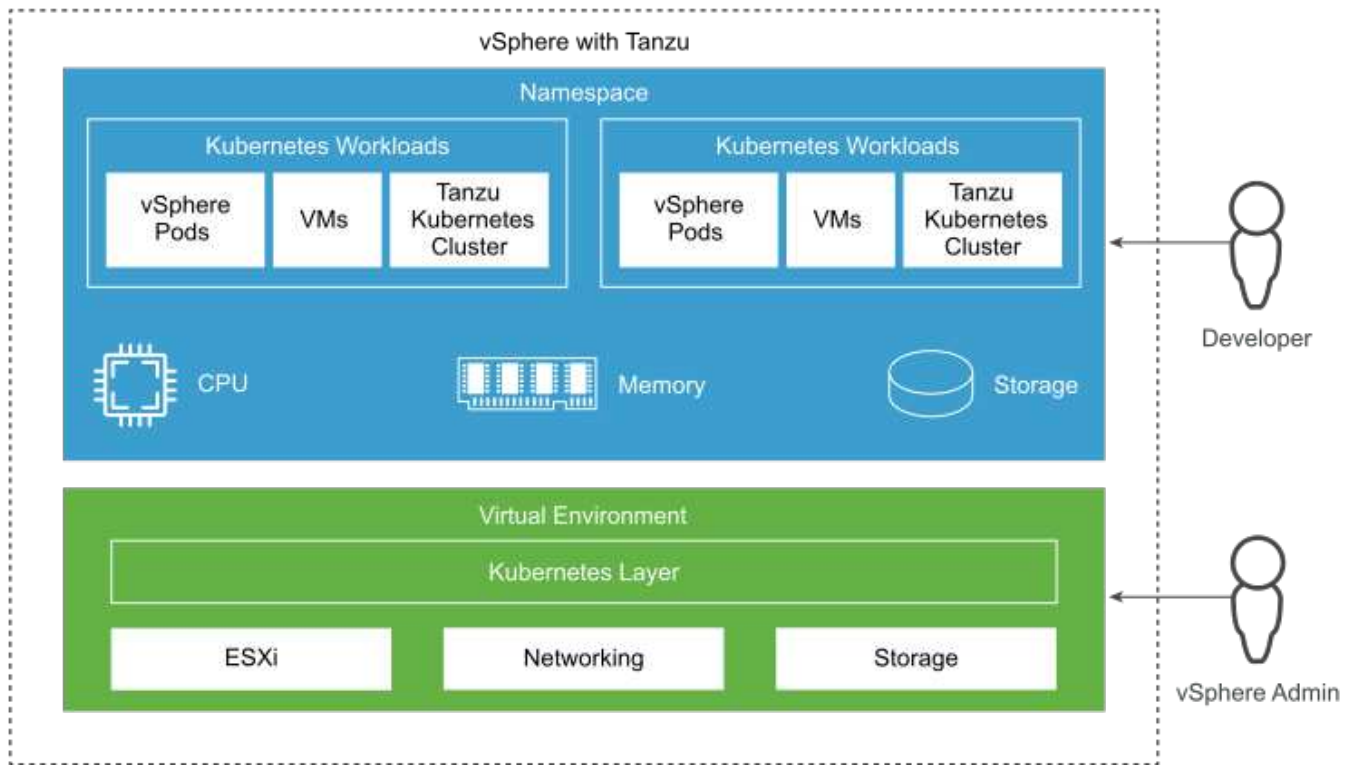 vSphere with Tanzu
Namespace
Kubernetes Workloads
vSphere
Pods
VMs
Tanzu
Kubernetes
Cluster
Kubernetes Workloads
vSphere
Pods
VMs
Tanzu
Kubernetes
Cluster
CPU
Memory
Storage
Developer
Virtual Environment
Kubernetes Layer
ESXi
Networking
Storage
vSphere Admin